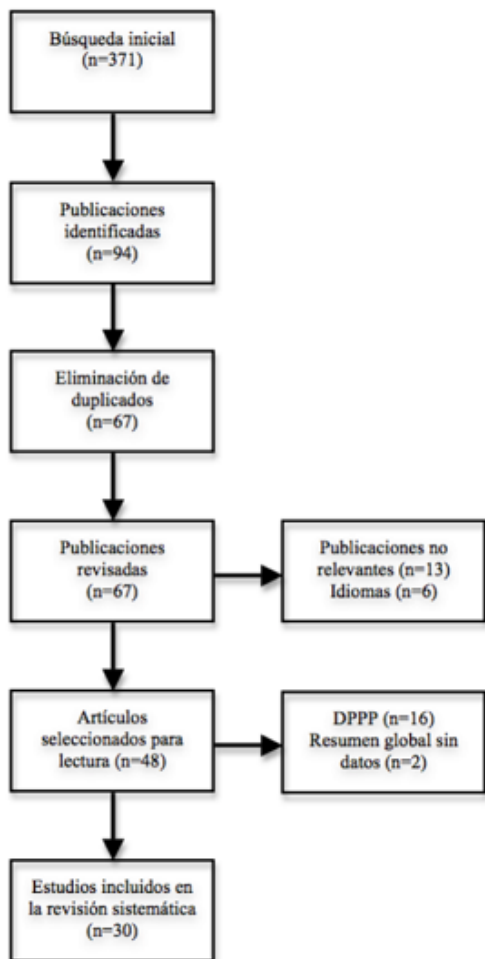 Búsqueda inicial
(n=371)
Publicaciones
identificadas
(n=94)
Eliminación de
duplicados
(n=67)
Publicaciones
revisadas
(n=67)
Publicaciones no
relevantes (n=13)
Idiomas (n=6)
Artículos
seleccionados para
lectura (n=48)
DPPP (n=16)
Resumen global sin
datos (n=2)
Estudios incluidos en
la revisión sistemática
(n=30)